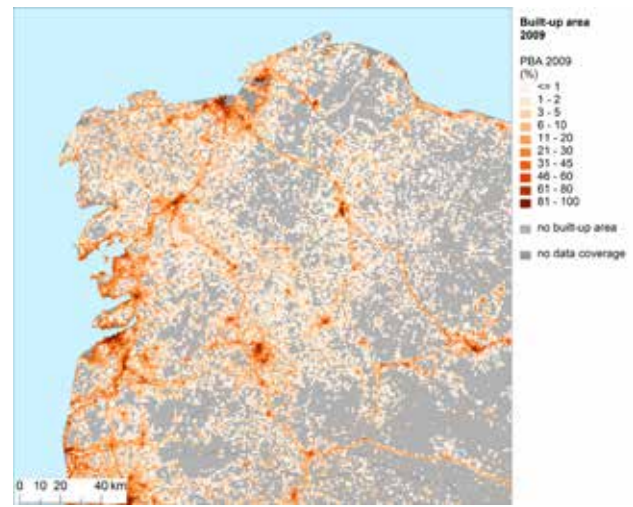 Built-up area
2009
PBA 2009
(%)
<= 1
1 - 2
3 - 5
6 - 10
11 - 20
21 - 30
31 - 45
46 - 60
61 - 80
81 - 100
no built-up area
no data coverage
0 10 20 40 km